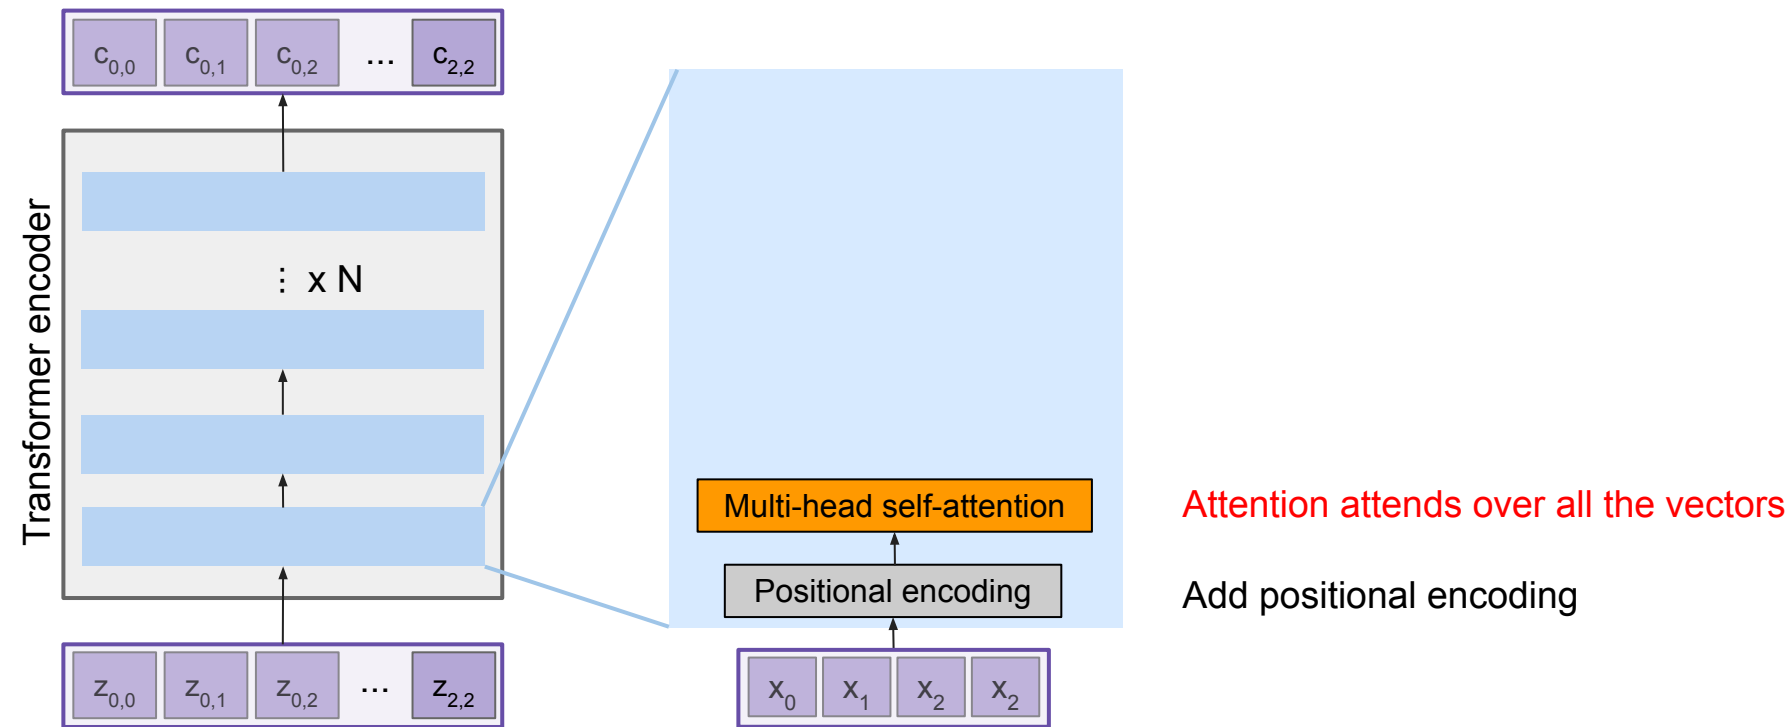 c0,0 c0,1 c0,2 ... c2,2
Transformer encoder
⋮ x N
z0,0 z0,1 z0,2 ... z2,2
Multi-head self-attention
Positional encoding
x0 x1 x2 x2
Attention attends over all the vectors
Add positional encoding